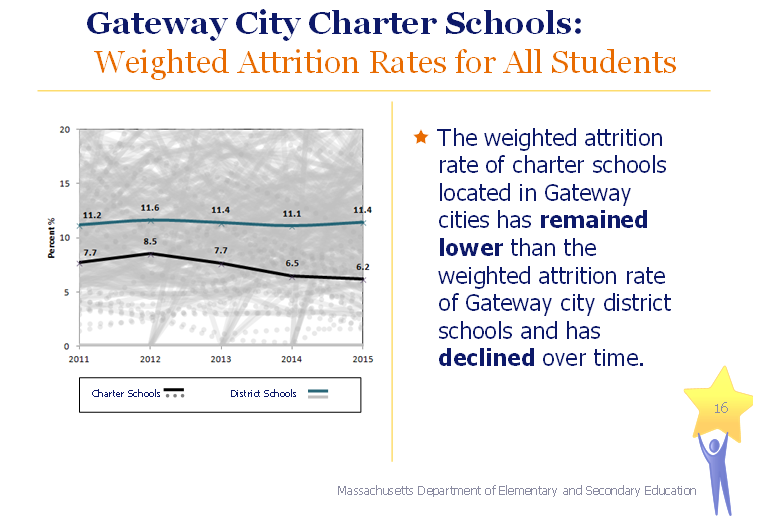 Gateway City Charter Schools:
Weighted Attrition Rates for All Students
20
15
10
5
0
Percent %
11.2
11.6
11.4
11.1
11.4
7.7
8.5
7.7
6.5
6.2
2011
2012
2013
2014
2015
Charter Schools
District Schools
The weighted attrition
rate of charter schools
located in Gateway
cities has remained
lower than the
weighted attrition rate
of Gateway city district
schools and has
declined over time.
16
Massachusetts Department of Elementary and Secondary Education